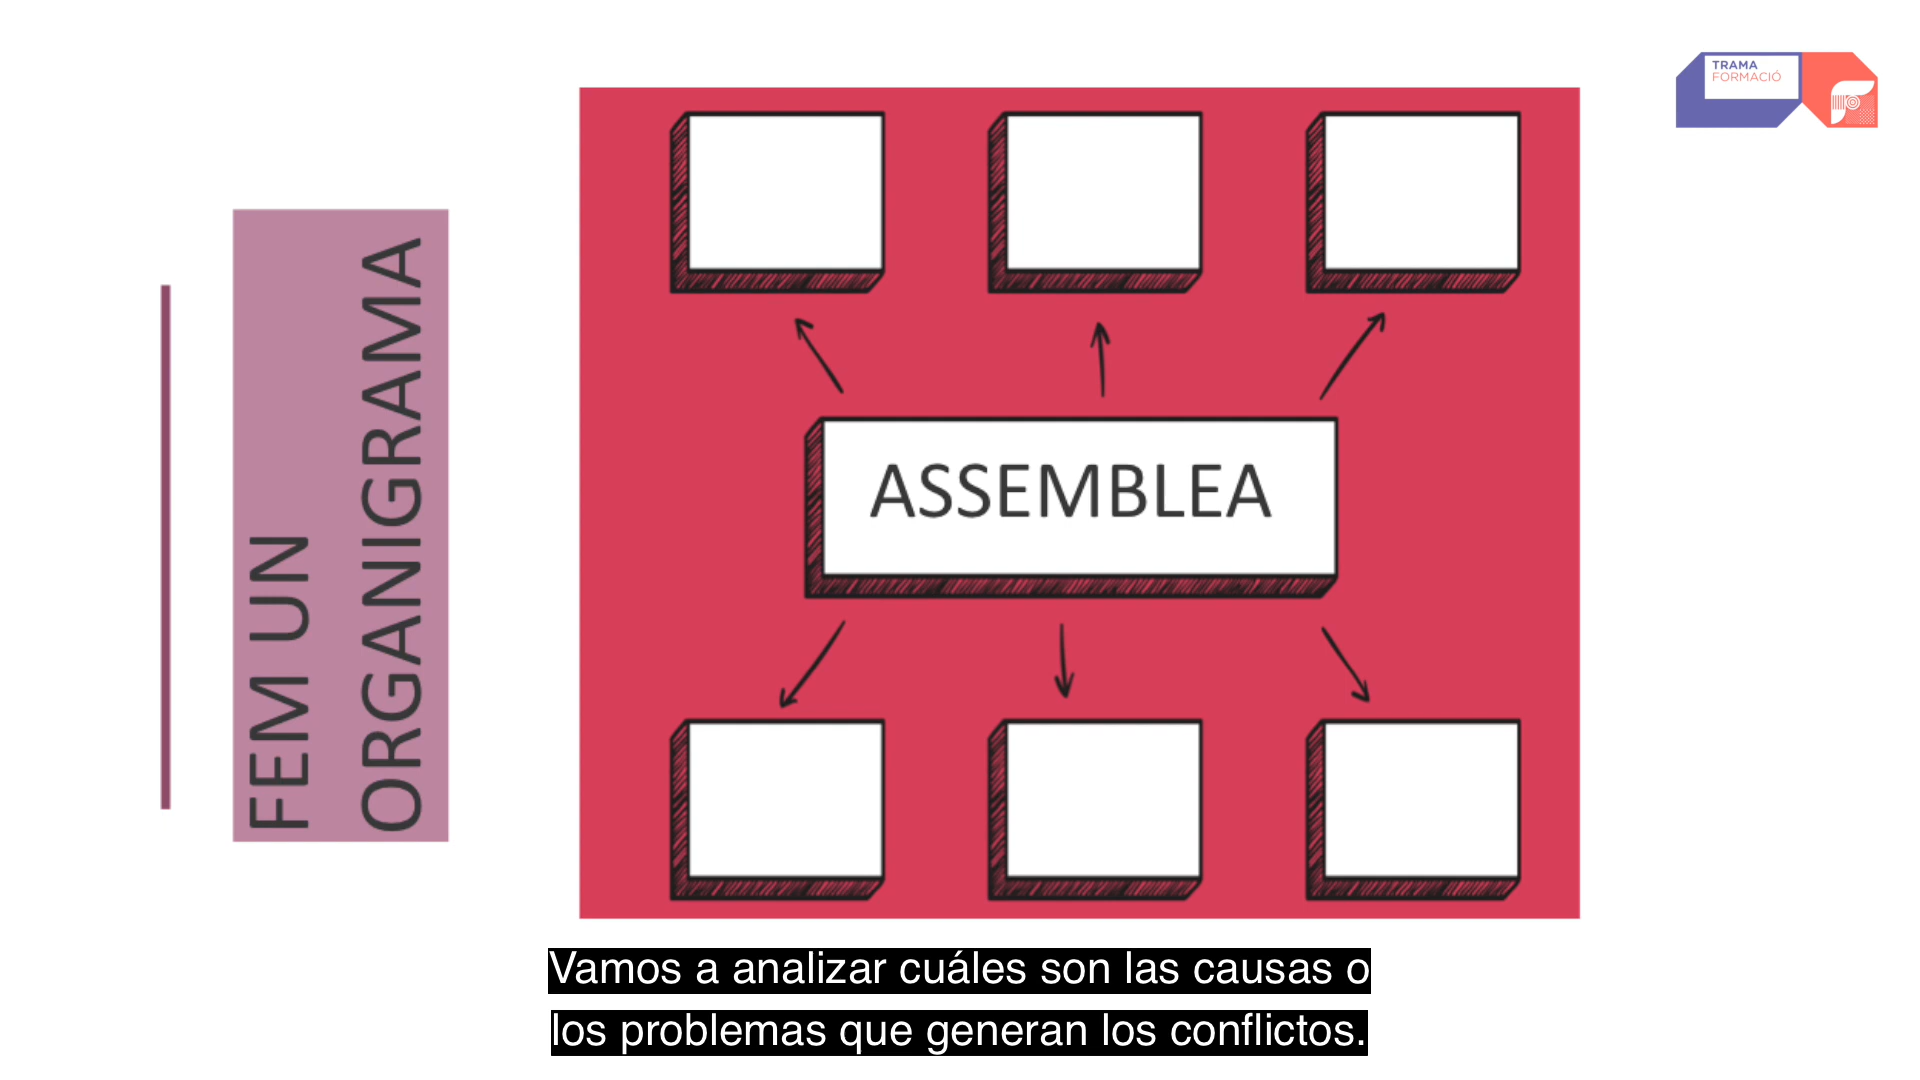 TRAMA
FORMACIÓ
FEM UN
ORGANIGRAMA
ASSEMBLEA
Vamos a analizar cuáles son las causas o
los problemas que generan los conflictos.